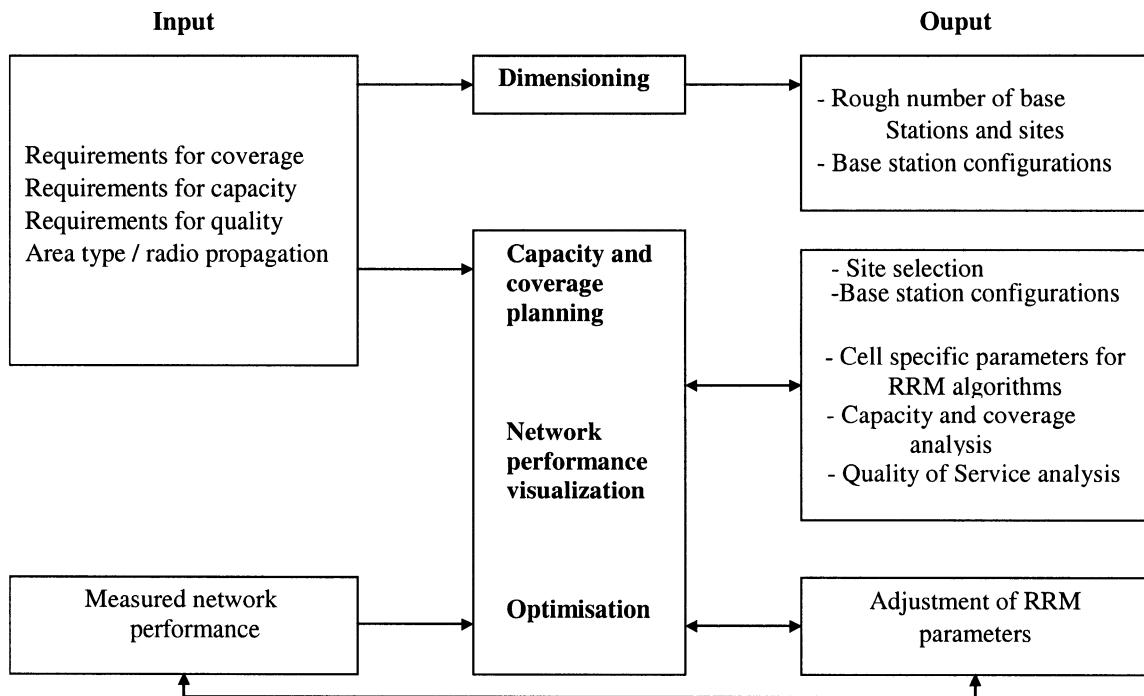 Input
Ouput
Requirements for coverage
Requirements for capacity
Requirements for quality
Area type / radio propagation
Dimensioning
- Rough number of base
Stations and sites
- Base station configurations
Capacity and
coverage
planning
Network
performance
visualization
Optimisation
- Site selection
-Base station configurations
- Cell specific parameters for
RRM algorithms
- Capacity and coverage
analysis
- Quality of Service analysis
Measured network
performance
Adjustment of RRM
parameters